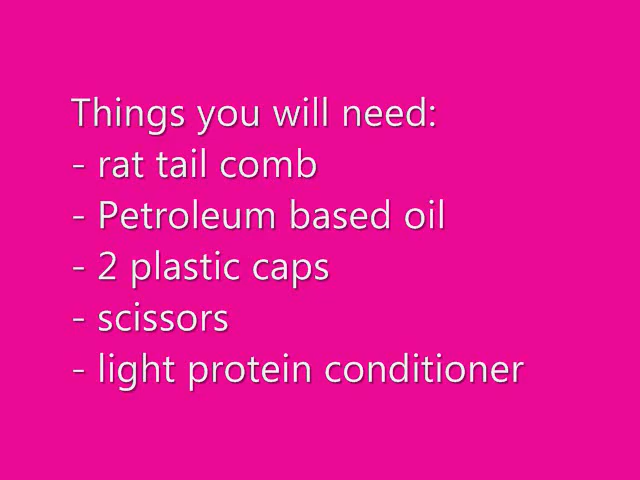 Things you will need:
- rat tail comb
- Petroleum based oil
- 2 plastic caps
- scissors
- light protein conditioner